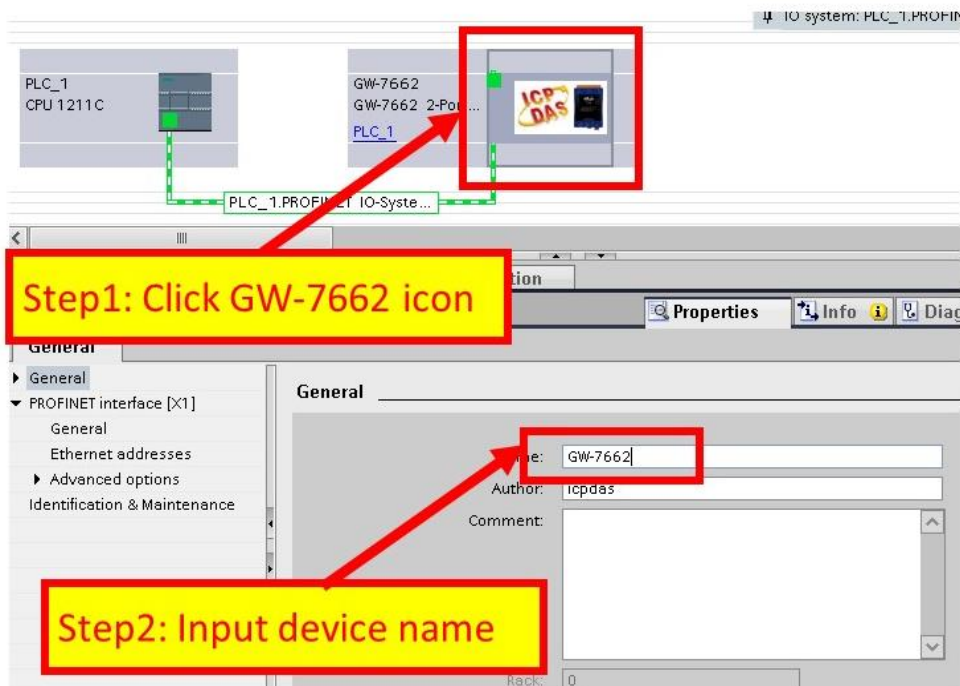 IO system: PLC_1.PROFIN
PLC_1
CPU 1211C
GW-7662
GW-7662 2-Por...
PLC_1
ICP
DAS
PLC_1.PROFINET IO-Syste...
Step1: Click GW-7662 icon
tion
Properties
Info
Diag
General
General
PROFINET interface [X1]
General
Ethernet addresses
Advanced options
Identification & Maintenance
General
me:
GW-7662
Author:
icpdas
Comment:
Step2: Input device name
Rack:
0